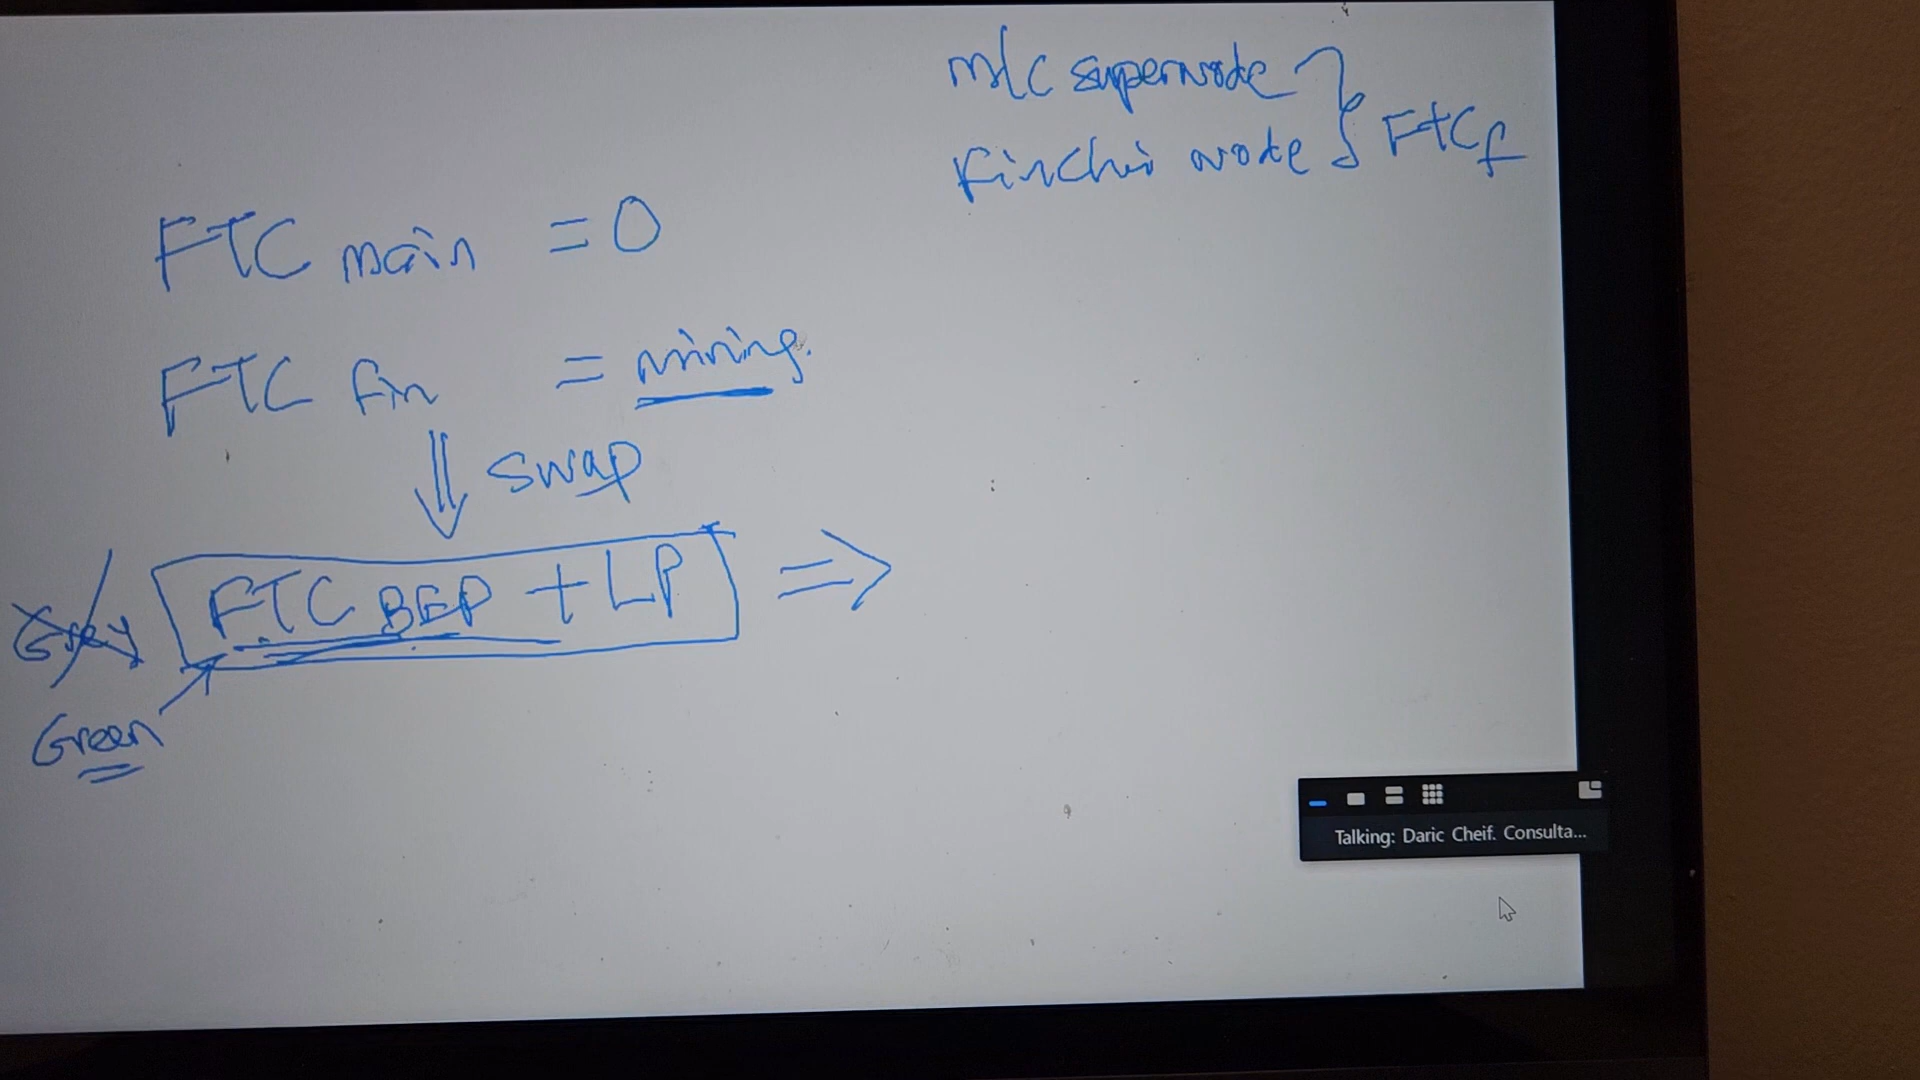 M/C supernode
Finchin node } FTCf
FTC main = 0
FTC fin = mining.
⇓ swap
Grey FTC BEP + LP ⇒
Green
Talking: Daric Cheif. Consulta...